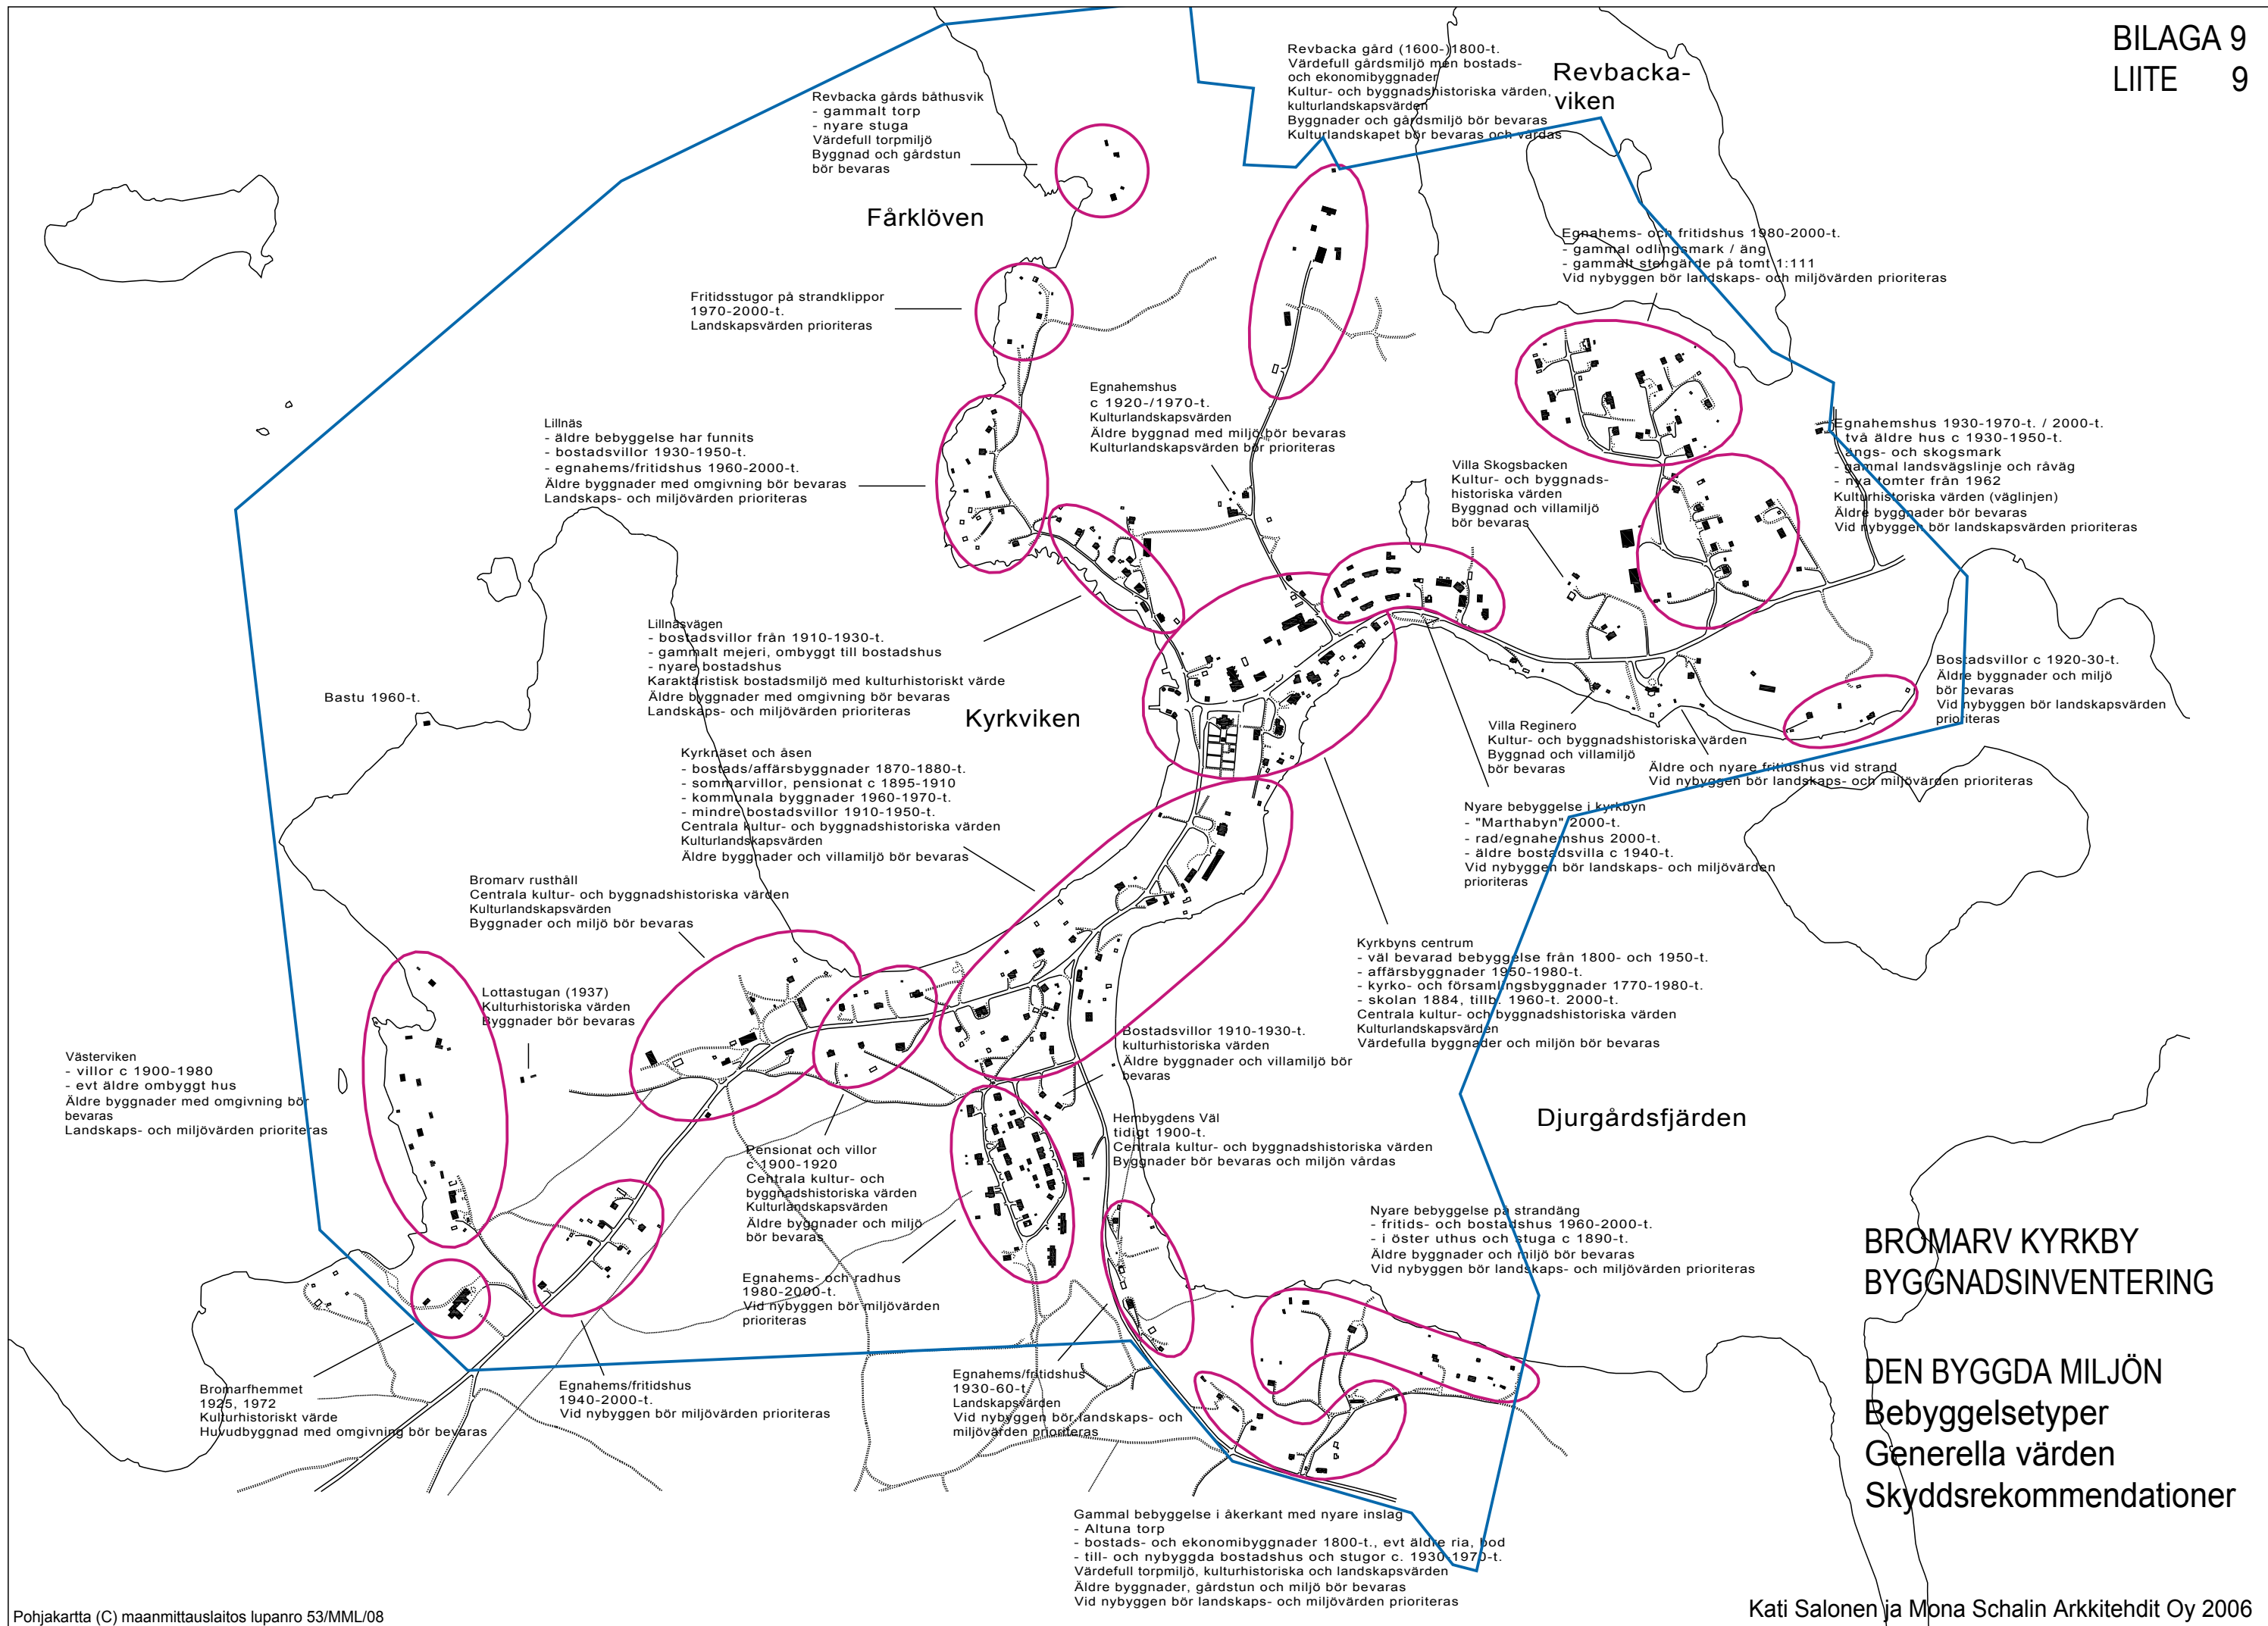 BILAGA 9
LIITE 9
Revbacka gård (1600-)1800-t.
Värdefull gårdsmiljö men bostads-
och ekonomibyggnader
Kultur- och byggnadshistoriska värden,
kulturlandskapsvärden
Byggnader och gårdsmiljö bör bevaras
Kulturlandskapet bör bevaras och vårdas
Revbacka-
viken
Revbacka gårds båthusvik
- gammalt torp
- nyare stuga
Värdefull torpmiljö
Byggnad och gårdstun
bör bevaras
Fårklöven
Egnahems- och fritidshus 1980-2000-t.
- gammal odlingsmark / äng
- gammalt stengärde på tomt 1:111
Vid nybyggen bör landskaps- och miljövärden prioriteras
Fritidsstugor på strandklippor
1970-2000-t.
Landskapsvärden prioriteras
Egnahemshus
c 1920-/1970-t.
Kulturlandskapsvärden
Äldre byggnad med miljö bör bevaras
Kulturlandskapsvärden bör prioriteras
Lillnäs
- äldre bebyggelse har funnits
- bostadsvillor 1930-1950-t.
- egnahems/fritidshus 1960-2000-t.
Äldre byggnader med omgivning bör bevaras
Landskaps- och miljövärden prioriteras
Villa Skogsbacken
Kultur- och byggnads-
historiska värden
Byggnad och villamiljö
bör bevaras
Egnahemshus 1930-1970-t. / 2000-t.
- två äldre hus c 1930-1950-t.
- ängs- och skogsmark
- gammal landsvägslinje och råväg
- nya tomter från 1962
Kulturhistoriska värden (väglinjen)
Äldre byggnader bör bevaras
Vid nybyggen bör landskapsvärden prioriteras
Lillnäsvägen
- bostadsvillor från 1910-1930-t.
- gammalt mejeri, ombyggt till bostadshus
- nyare bostadshus
Karaktäristisk bostadsmiljö med kulturhistoriskt värde
Äldre byggnader med omgivning bör bevaras
Landskaps- och miljövärden prioriteras
Bastu 1960-t.
Kyrkviken
Bostadsvillor c 1920-30-t.
Äldre byggnader och miljö
bör bevaras
Vid nybyggen bör landskapsvärden
prioriteras
Villa Reginero
Kultur- och byggnadshistoriska värden
Byggnad och villamiljö
bör bevaras
Äldre och nyare fritidshus vid strand
Vid nybyggen bör landskaps- och miljövärden prioriteras
Kyrknäset och åsen
- bostads/affärsbyggnader 1870-1880-t.
- sommarvillor, pensionat c 1895-1910
- kommunala byggnader 1960-1970-t.
- mindre bostadsvillor 1910-1950-t.
Centrala kultur- och byggnadshistoriska värden
Kulturlandskapsvärden
Äldre byggnader och villamiljö bör bevaras
Nyare bebyggelse i kyrkbyn
- "Marthabyn" 2000-t.
- rad/egnahemshus 2000-t.
- äldre bostadsvilla c 1940-t.
Vid nybyggen bör landskaps- och miljövärden
prioriteras
Bromarv rusthåll
Centrala kultur- och byggnadshistoriska värden
Kulturlandskapsvärden
Byggnader och miljö bör bevaras
Kyrkbyns centrum
- väl bevarad bebyggelse från 1800- och 1950-t.
- affärsbyggnader 1950-1980-t.
- kyrko- och församlingsbyggnader 1770-1980-t.
- skolan 1884, tillb. 1960-t. 2000-t.
Centrala kultur- och byggnadshistoriska värden
Kulturlandskapsvärden
Värdefulla byggnader och miljön bör bevaras
Lottastugan (1937)
Kulturhistoriska värden
Byggnader bör bevaras
Västerviken
- villor c 1900-1980
- evt äldre ombyggt hus
Äldre byggnader med omgivning bör
bevaras
Landskaps- och miljövärden prioriteras
Bostadsvillor 1910-1930-t.
kulturhistoriska värden
Äldre byggnader och villamiljö bör
bevaras
Hembygdens Väl
tidigt 1900-t.
Centrala kultur- och byggnadshistoriska värden
Byggnader bör bevaras och miljön vårdas
Djurgårdsfjärden
Pensionat och villor
c 1900-1920
Centrala kultur- och
byggnadshistoriska värden
Kulturlandskapsvärden
Äldre byggnader och miljö
bör bevaras
Nyare bebyggelse på strandäng
- fritids- och bostadshus 1960-2000-t.
- i öster uthus och stuga c 1890-t.
Äldre byggnader och miljö bör bevaras
Vid nybyggen bör landskaps- och miljövärden prioriteras
Egnahems- och radhus
1980-2000-t.
Vid nybyggen bör miljövärden
prioriteras
Bromarfhemmet
1925, 1972
Kulturhistoriskt värde
Huvudbyggnad med omgivning bör bevaras
Egnahems/fritidshus
1940-2000-t.
Vid nybyggen bör miljövärden prioriteras
Egnahems/fritidshus
1930-60-t.
Landskapsvärden
Vid nybyggen bör landskaps- och
miljövärden prioriteras
Gammal bebyggelse i åkerkant med nyare inslag
- Altuna torp
- bostads- och ekonomibyggnader 1800-t., evt äldre ria, bod
- till- och nybyggda bostadshus och stugor c. 1930-1970-t.
Värdefull torpmiljö, kulturhistoriska och landskapsvärden
Äldre byggnader, gårdstun och miljö bör bevaras
Vid nybyggen bör landskaps- och miljövärden prioriteras
BROMARV KYRKBY
BYGGNADSINVENTERING
DEN BYGGDA MILJÖN
Bebyggelsetyper
Generella värden
Skyddsrekommendationer
Pohjakartta (C) maanmittauslaitos lupanro 53/MML/08
Kati Salonen ja Mona Schalin Arkkitehdit Oy 2006